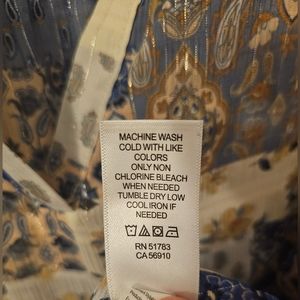 MACHINE WASH
COLD WITH LIKE
COLORS
ONLY NON
CHLORINE BLEACH
WHEN NEEDED
TUMBLE DRY LOW
COOL IRON IF
NEEDED
RN 51783
CA 56910